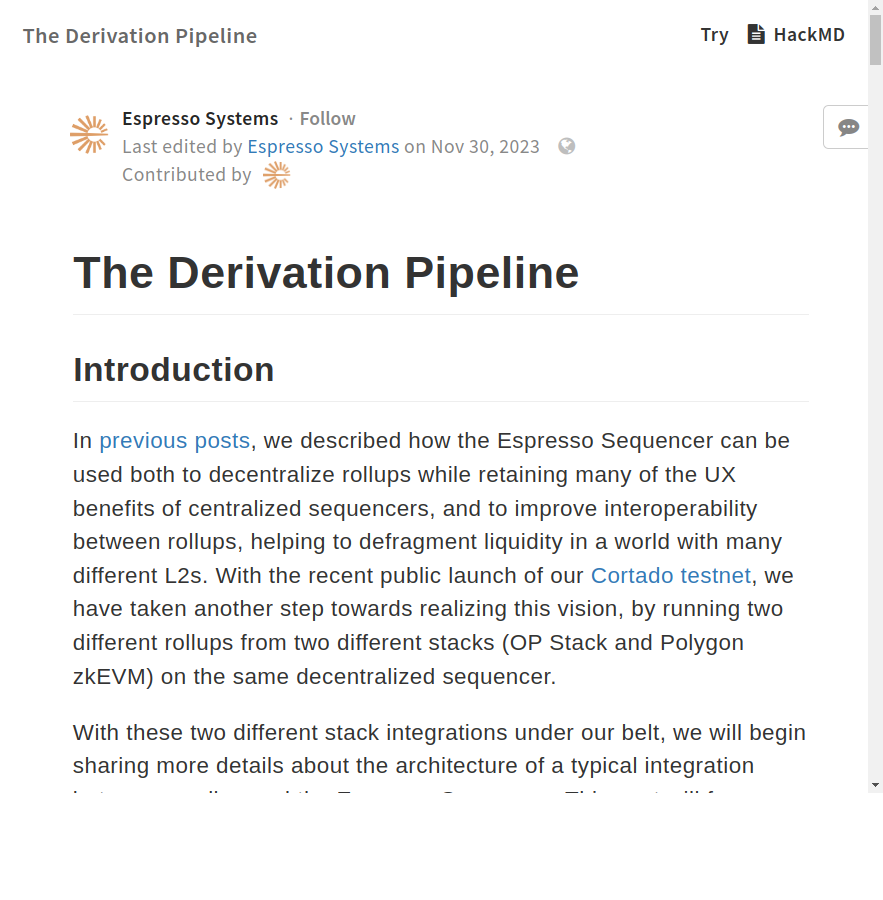 The Derivation Pipeline
Try HackMD
Espresso Systems · Follow
Last edited by Espresso Systems on Nov 30, 2023
Contributed by
The Derivation Pipeline
Introduction
In previous posts, we described how the Espresso Sequencer can be
used both to decentralize rollups while retaining many of the UX
benefits of centralized sequencers, and to improve interoperability
between rollups, helping to defragment liquidity in a world with many
different L2s. With the recent public launch of our Cortado testnet, we
have taken another step towards realizing this vision, by running two
different rollups from two different stacks (OP Stack and Polygon
zkEVM) on the same decentralized sequencer.
With these two different stack integrations under our belt, we will begin
sharing more details about the architecture of a typical integration